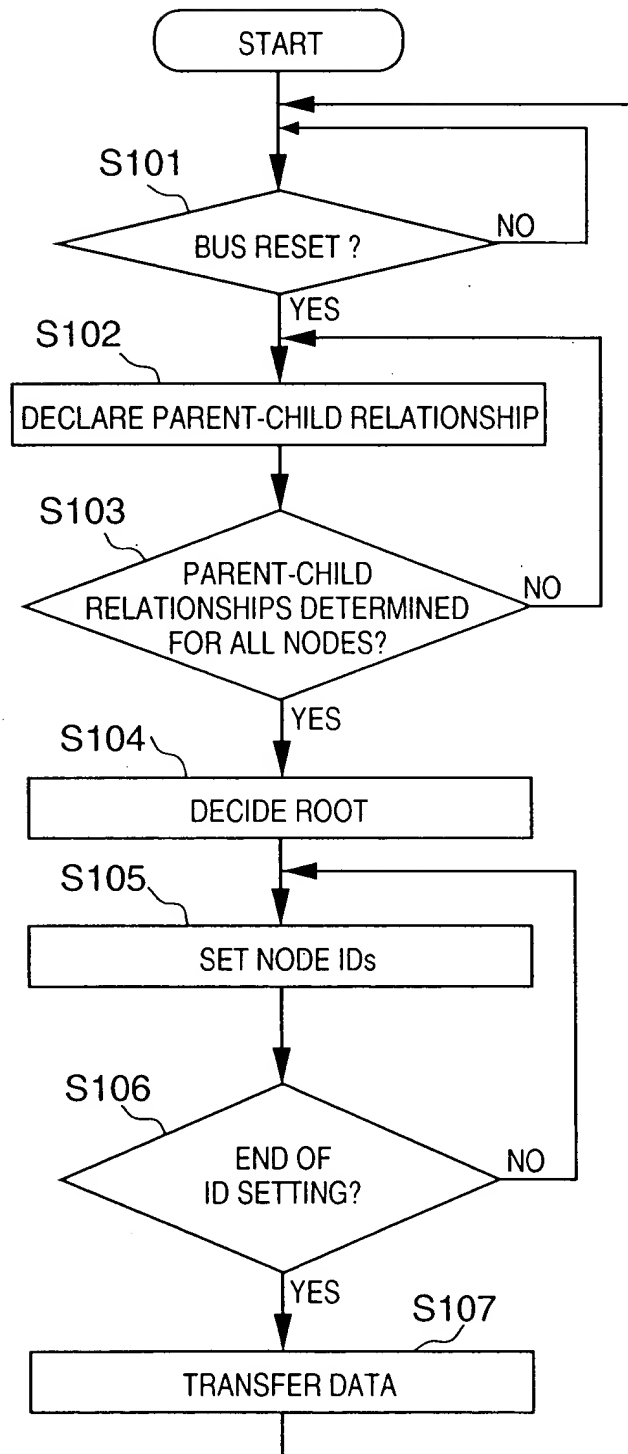 START
S101
BUS RESET ?
NO
YES
S102
DECLARE PARENT-CHILD RELATIONSHIP
S103
PARENT-CHILD
RELATIONSHIPS DETERMINED
FOR ALL NODES?
NO
YES
S104
DECIDE ROOT
S105
SET NODE IDs
S106
END OF
ID SETTING?
NO
YES
S107
TRANSFER DATA